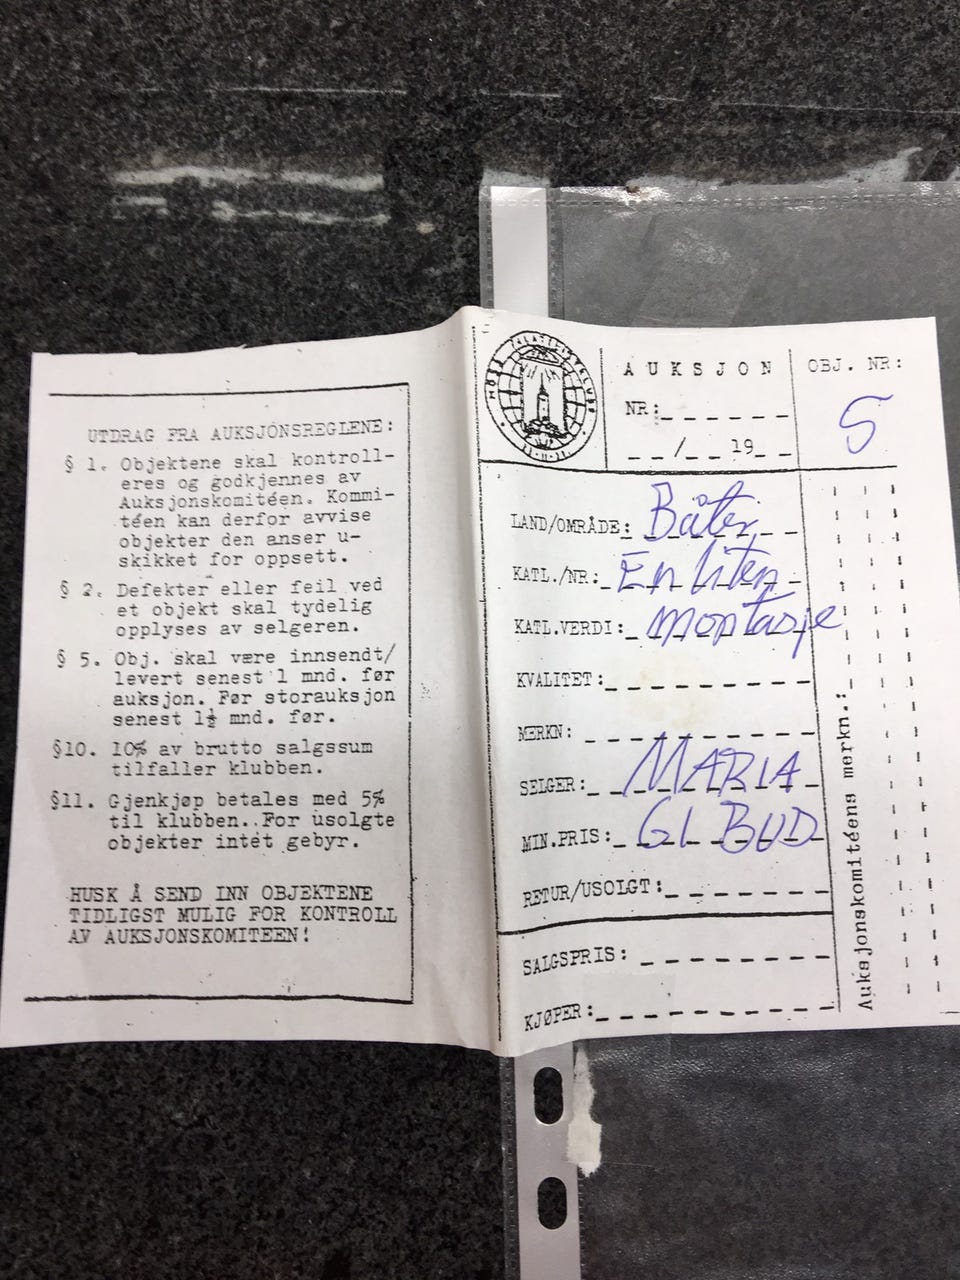 UTDRAG FRA AUKSJONSREGLENE:
§ 1. Objektene skal kontroll-
eres og godkjennes av
Auksjonskomitéen. Kommi-
téen kan derfor avvise
objekter den anser u-
skikket for oppsett.
§ 2. Defekter eller feil ved
et objekt skal tydelig
opplyses av selgeren.
§ 5. Obj. skal være innsendt/
levert senest 1 mnd. før
auksjon. Før storauksjon
senest 1½ mnd. før.
§10. 10% av brutto salgssum
tilfaller klubben.
§11. Gjenkjøp betales med 5%
til klubben. For usolgte
objekter intet gebyr.
HUSK Å SEND INN OBJEKTENE
TIDLIGST MULIG FOR KONTROLL
AV AUKSJONSKOMITEEN!
AUKSJON
NR:
/ 19
OBJ. NR:
5
LAND/OMRÅDE: Båter
KATL./NR: En liten
KATL.VERDI: montasje
KVALITET:
MERKN:
SELGER: MARIA
MIN.PRIS: GI BUD
RETUR/USOLGT:
SALGSPRIS:
KJØPER:
Auksjonskomitéens merkn.: